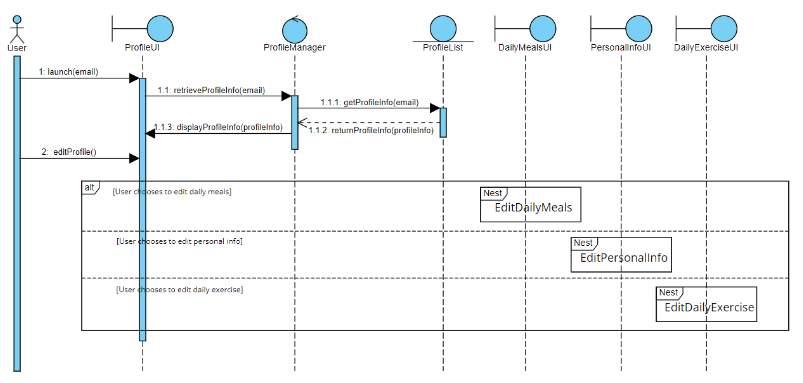 User
ProfileUI
ProfileManager
ProfileList
DailyMealsUI
PersonalInfoUI
DailyExerciseUI
1: launch(email)
1.1: retrieveProfileInfo(email)
1.1.1: getProfileInfo(email)
1.1.3: displayProfileInfo(profileInfo)
1.1.2: returnProfileInfo(profileInfo)
2: editProfile()
alt
[User chooses to edit daily meals]
Nest
EditDailyMeals
[User chooses to edit personal info]
Nest
EditPersonalInfo
[User chooses to edit daily exercise]
Nest
EditDailyExercise